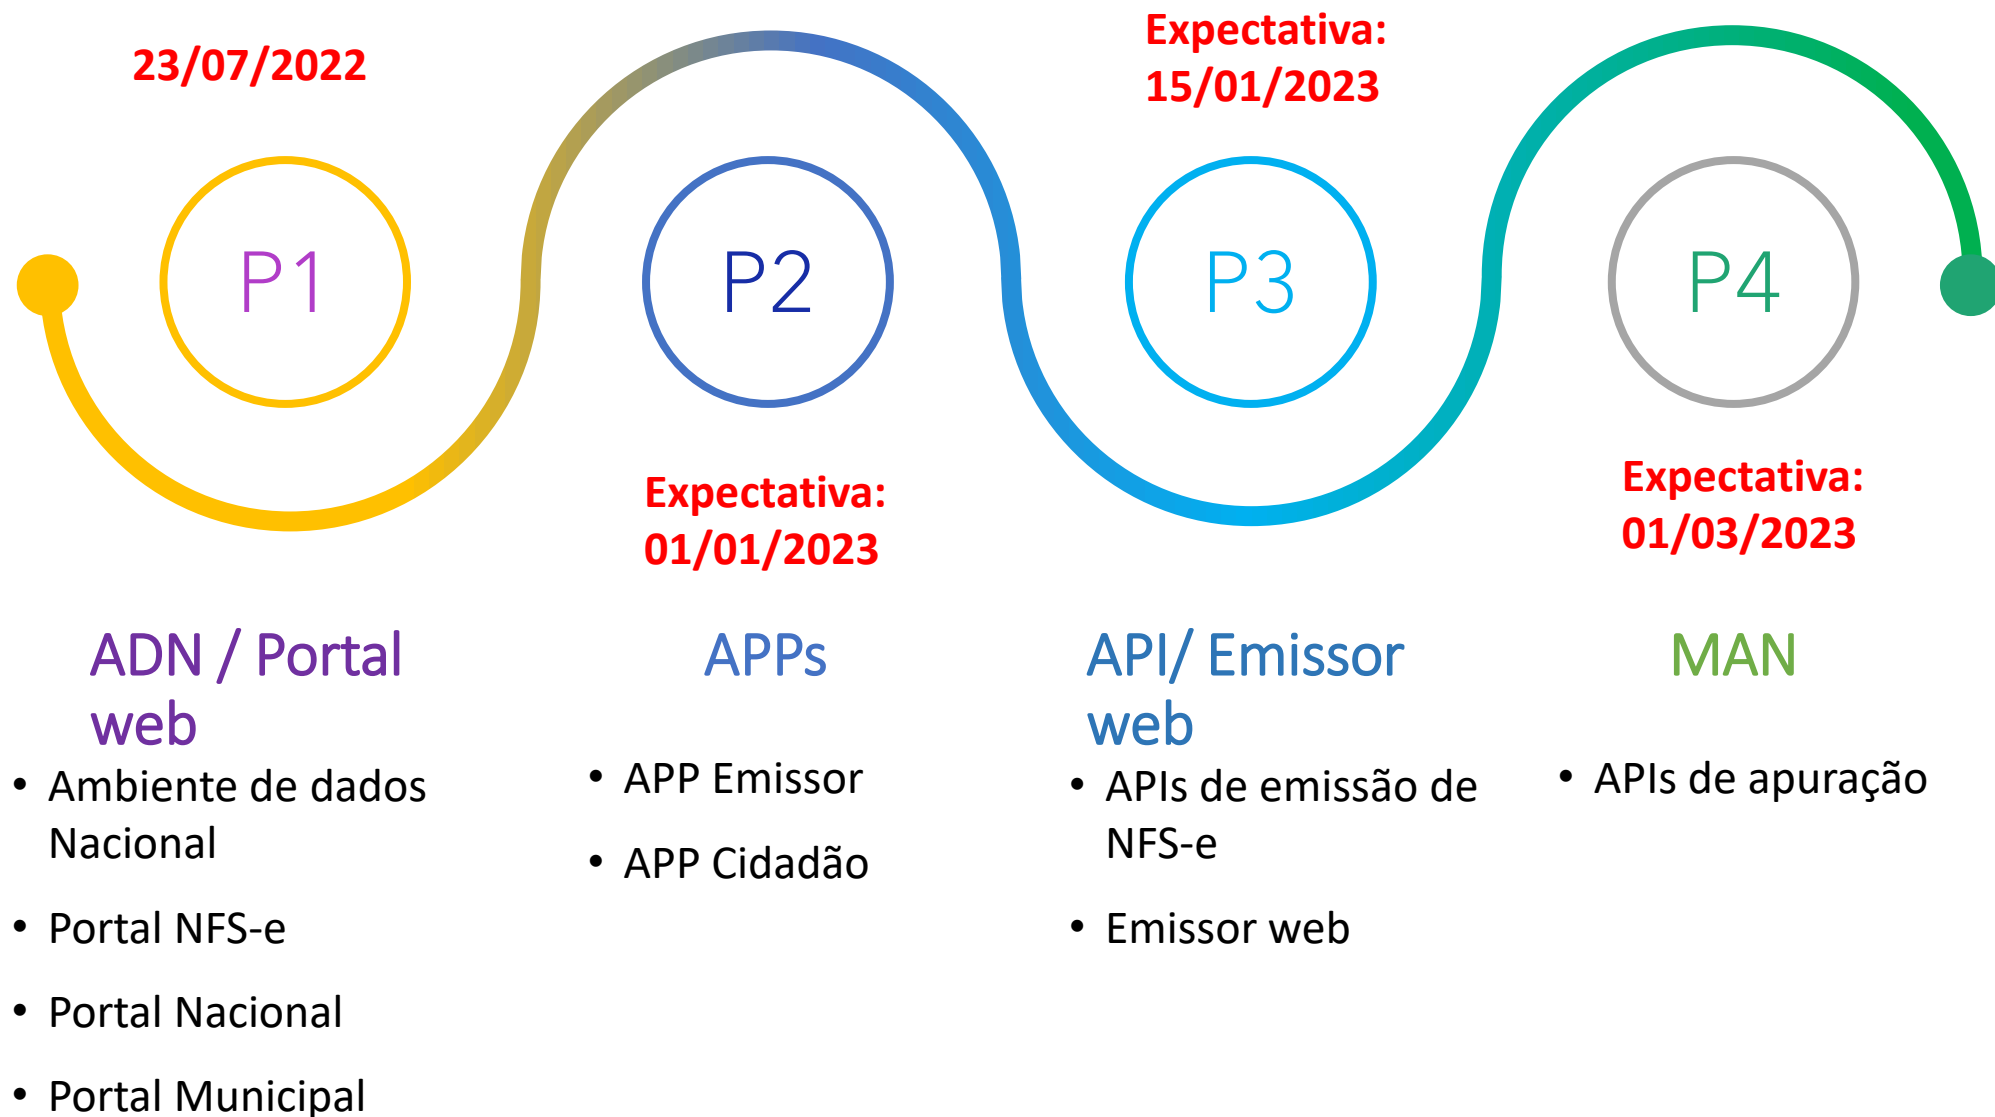 23/07/2022
P1
P2
Expectativa:
01/01/2023
Expectativa:
15/01/2023
P3
P4
Expectativa:
01/03/2023
ADN / Portal
web
• Ambiente de dados
Nacional
• Portal NFS-e
• Portal Nacional
• Portal Municipal
APPs
• APP Emissor
• APP Cidadão
API/ Emissor
web
• APIs de emissão de
NFS-e
• Emissor web
MAN
• APIs de apuração